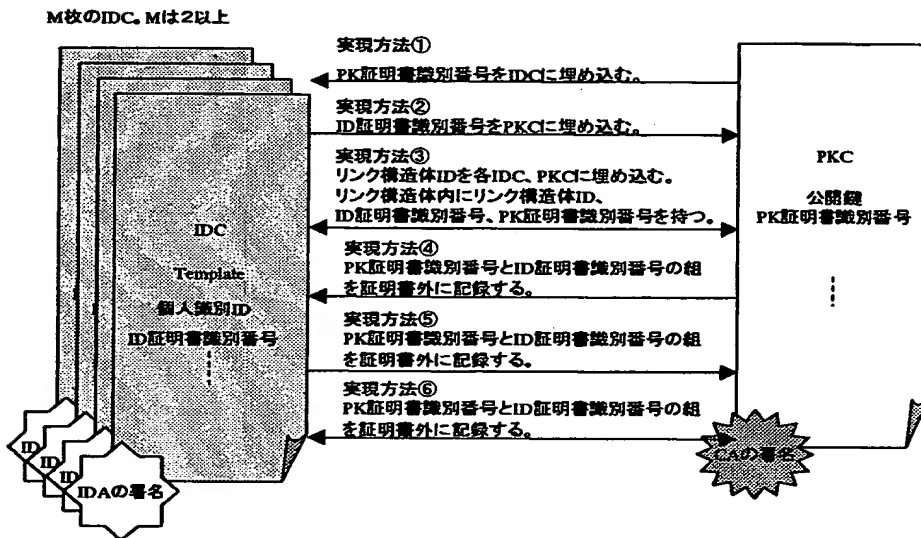 M枚のIDC。Mは2以上
実現方法①
PK証明書識別番号をIDCに埋め込む。
実現方法②
ID証明書識別番号をPKCに埋め込む。
実現方法③
リンク構造体IDを各IDC、PKCに埋め込む。
リンク構造体内にリンク構造体ID、
ID証明書識別番号、PK証明書識別番号を持つ。
実現方法④
PK証明書識別番号とID証明書識別番号の組
を証明書外に記録する。
実現方法⑤
PK証明書識別番号とID証明書識別番号の組
を証明書外に記録する。
実現方法⑥
PK証明書識別番号とID証明書識別番号の組
を証明書外に記録する。
IDC
Template
個人識別ID
ID証明書識別番号
ID
ID
ID
IDAの署名
PKC
公開鍵
PK証明書識別番号
CAの署名